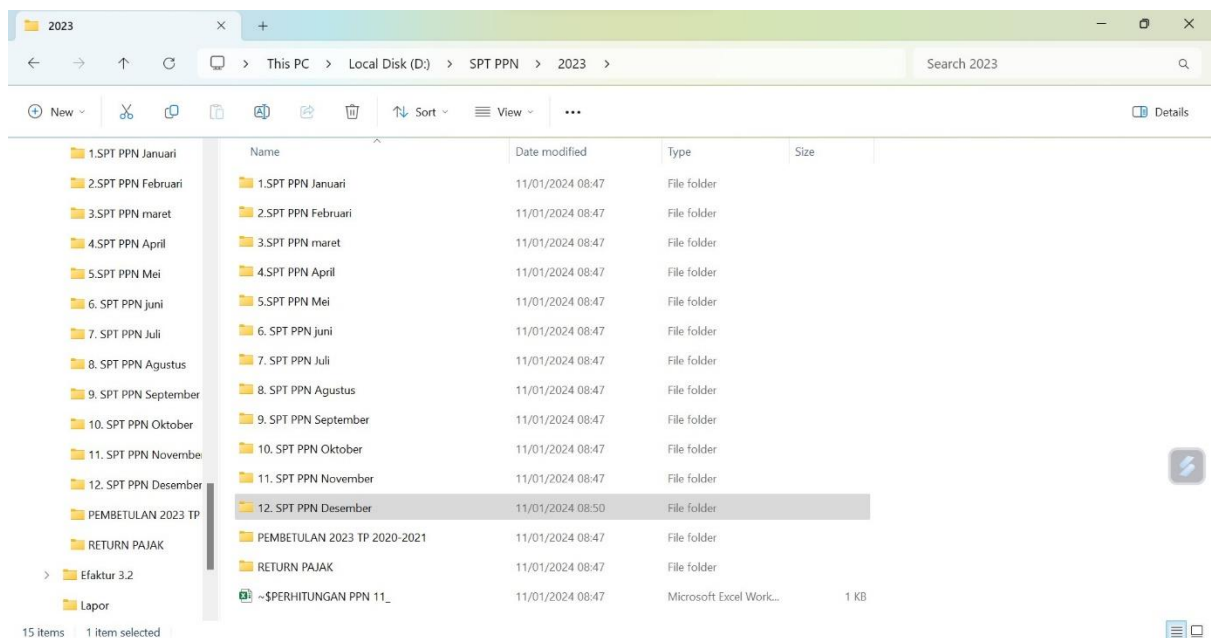 2023
This PC > Local Disk (D:) > SPT PPN > 2023 >
Search 2023
New
Sort
View
Details
1.SPT PPN Januari
2.SPT PPN Februari
3.SPT PPN maret
4.SPT PPN April
5.SPT PPN Mei
6. SPT PPN juni
7. SPT PPN Juli
8. SPT PPN Agustus
9. SPT PPN September
10. SPT PPN Oktober
11. SPT PPN November
12. SPT PPN Desember
PEMBETULAN 2023 TP
RETURN PAJAK
Efaktur 3.2
Lapor
Name Date modified Type Size
1.SPT PPN Januari 11/01/2024 08:47 File folder
2.SPT PPN Februari 11/01/2024 08:47 File folder
3.SPT PPN maret 11/01/2024 08:47 File folder
4.SPT PPN April 11/01/2024 08:47 File folder
5.SPT PPN Mei 11/01/2024 08:47 File folder
6. SPT PPN juni 11/01/2024 08:47 File folder
7. SPT PPN Juli 11/01/2024 08:47 File folder
8. SPT PPN Agustus 11/01/2024 08:47 File folder
9. SPT PPN September 11/01/2024 08:47 File folder
10. SPT PPN Oktober 11/01/2024 08:47 File folder
11. SPT PPN November 11/01/2024 08:47 File folder
12. SPT PPN Desember 11/01/2024 08:50 File folder
PEMBETULAN 2023 TP 2020-2021 11/01/2024 08:47 File folder
RETURN PAJAK 11/01/2024 08:47 File folder
~$PERHITUNGAN PPN 11_ 11/01/2024 08:47 Microsoft Excel Work... 1 KB
15 items 1 item selected